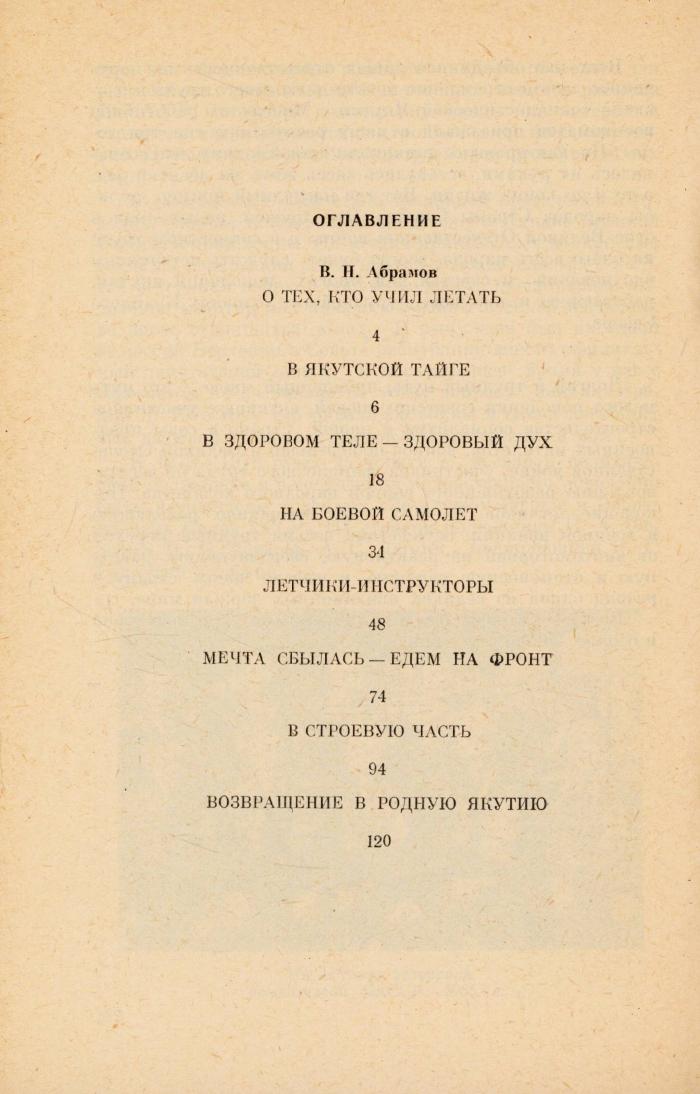 ОГЛАВЛЕНИЕ
В. Н. Абрамов
О ТЕХ, КТО УЧИЛ ЛЕТАТЬ
4
В ЯКУТСКОЙ ТАЙГЕ
6
В ЗДОРОВОМ ТЕЛЕ — ЗДОРОВЫЙ ДУХ
18
НА БОЕВОЙ САМОЛЕТ
34
ЛЕТЧИКИ-ИНСТРУКТОРЫ
48
МЕЧТА СБЫЛАСЬ — ЕДЕМ НА ФРОНТ
74
В СТРОЕВУЮ ЧАСТЬ
94
ВОЗВРАЩЕНИЕ В РОДНУЮ ЯКУТИЮ
120